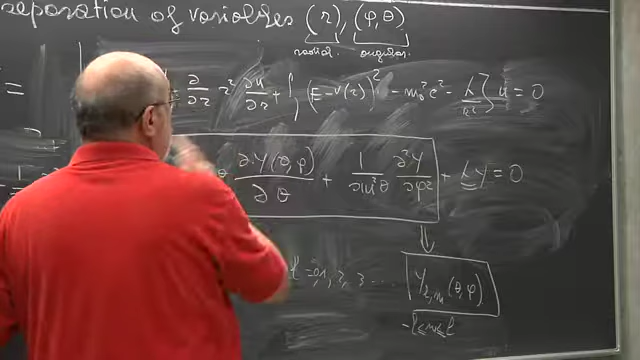 separation of variables (r), (φ, θ)
radial angular
= ∂/∂r r² ∂u/∂r + [ (E-V(r))² - m₀²c² - λ/r² ] u = 0
θ ∂Y(θ,φ)/∂θ + 1/sin²θ ∂²Y/∂φ² + λY = 0
ℓ = 0, 1, 2, 3 .... Y_{ℓ,m}(θ,φ)
-ℓ≤m≤ℓ